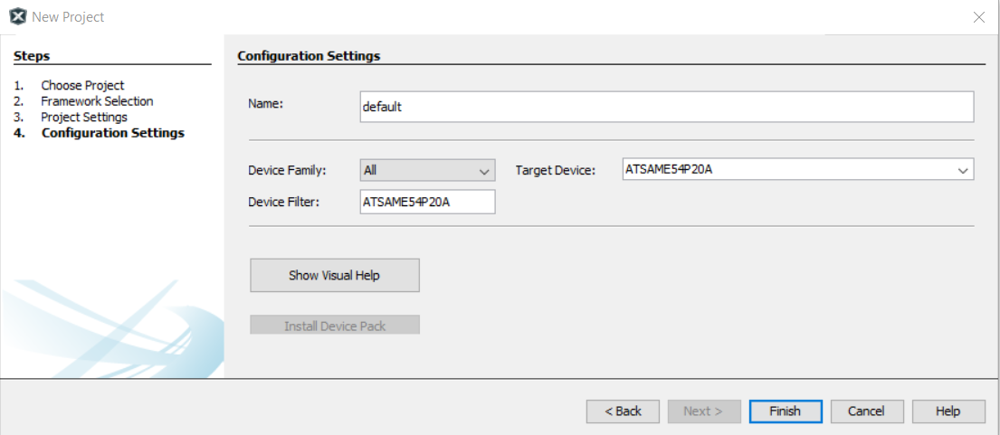 New Project
Steps
1. Choose Project
2. Framework Selection
3. Project Settings
4. Configuration Settings
Configuration Settings
Name: default
Device Family: All Target Device: ATSAME54P20A
Device Filter: ATSAME54P20A
Show Visual Help
Install Device Pack
< Back Next > Finish Cancel Help